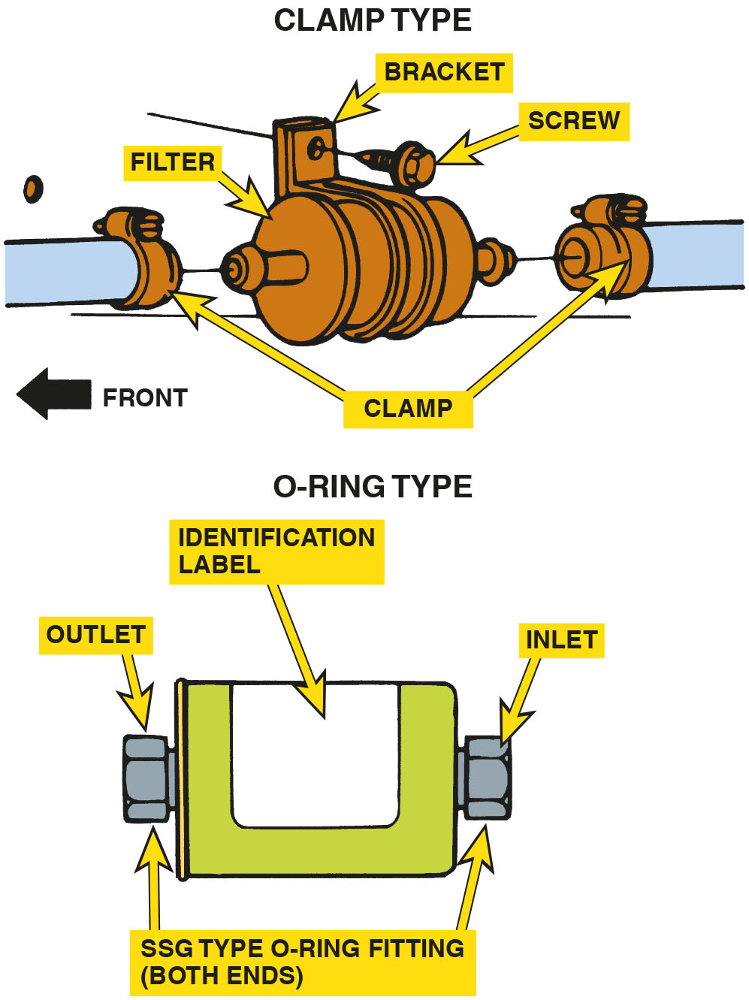 CLAMP TYPE
BRACKET
SCREW
FILTER
FRONT
CLAMP
O-RING TYPE
IDENTIFICATION
LABEL
OUTLET
INLET
SSG TYPE O-RING FITTING
(BOTH ENDS)